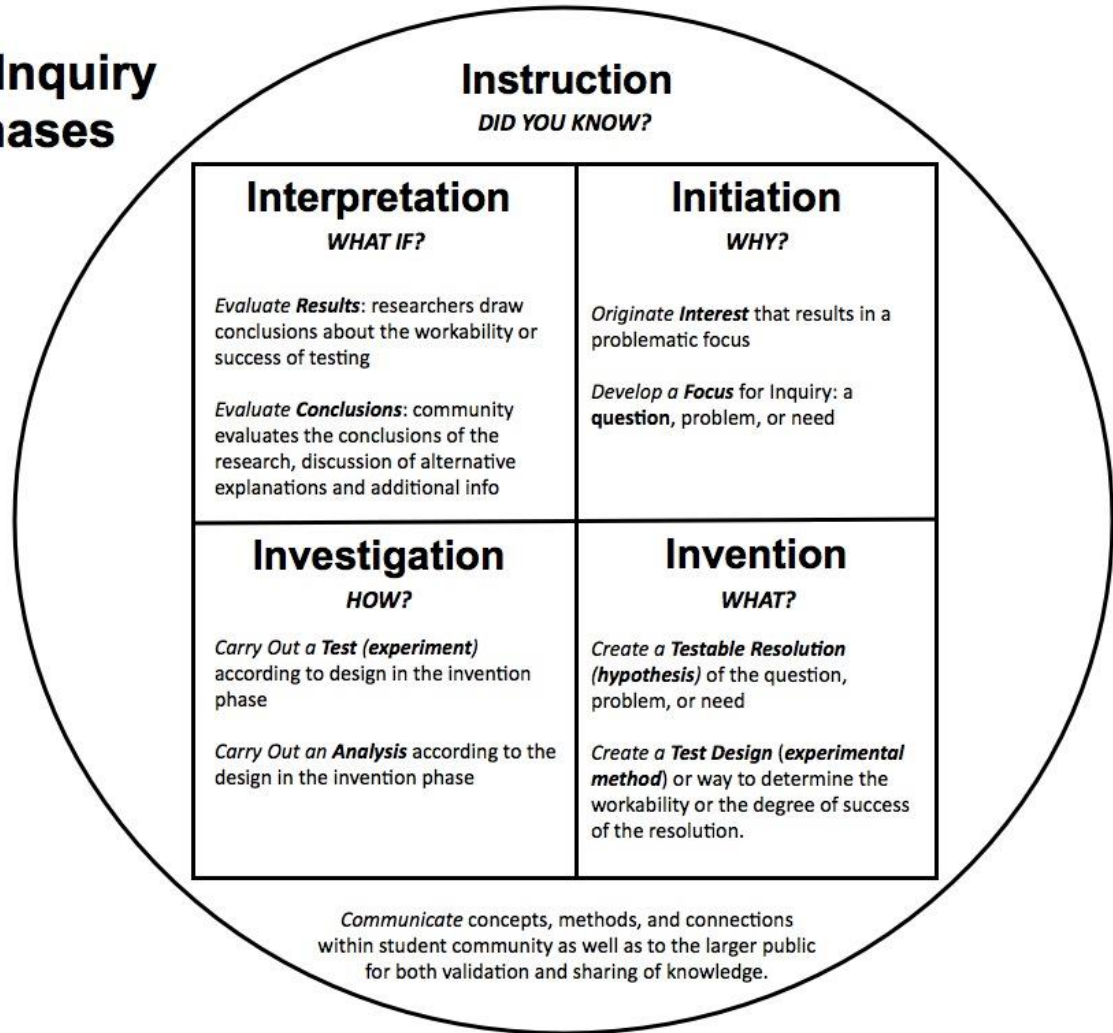 Inquiry
hases
Instruction
DID YOU KNOW?
Interpretation
WHAT IF?
Evaluate Results: researchers draw
conclusions about the workability or
success of testing
Evaluate Conclusions: community
evaluates the conclusions of the
research, discussion of alternative
explanations and additional info
Initiation
WHY?
Originate Interest that results in a
problematic focus
Develop a Focus for Inquiry: a
question, problem, or need
Investigation
HOW?
Carry Out a Test (experiment)
according to design in the invention
phase
Carry Out an Analysis according to the
design in the invention phase
Invention
WHAT?
Create a Testable Resolution
(hypothesis) of the question,
problem, or need
Create a Test Design (experimental
method) or way to determine the
workability or the degree of success
of the resolution.
Communicate concepts, methods, and connections
within student community as well as to the larger public
for both validation and sharing of knowledge.